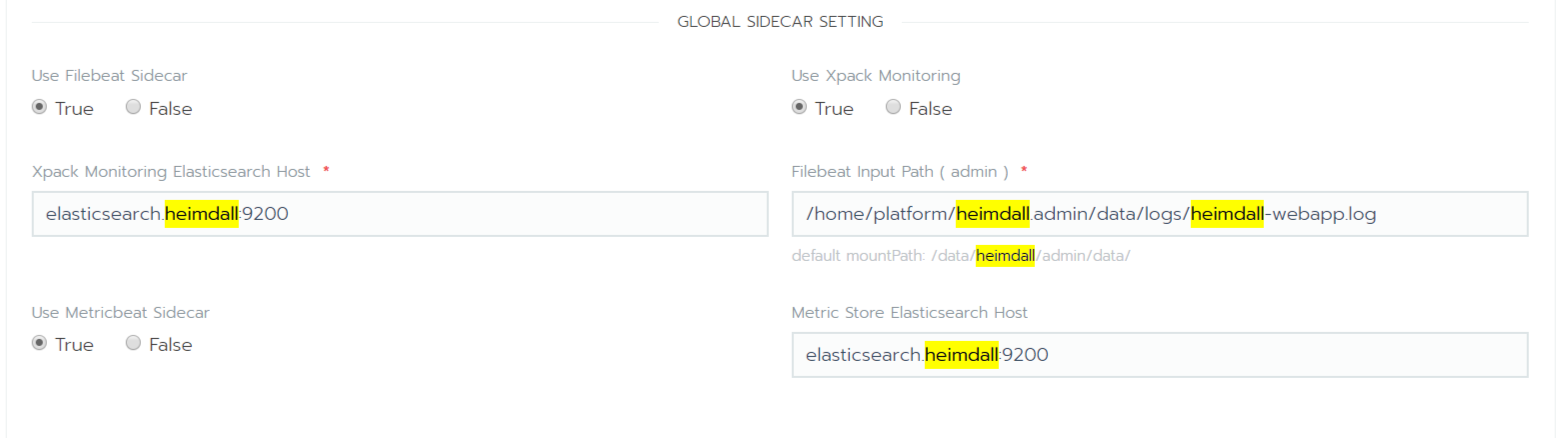 GLOBAL SIDECAR SETTING
Use Filebeat Sidecar
True False
Use Xpack Monitoring
True False
Xpack Monitoring Elasticsearch Host *
elasticsearch.heimdall:9200
Filebeat Input Path ( admin ) *
/home/platform/heimdall.admin/data/logs/heimdall-webapp.log
default mountPath: /data/heimdall/admin/data/
Use Metricbeat Sidecar
True False
Metric Store Elasticsearch Host
elasticsearch.heimdall:9200